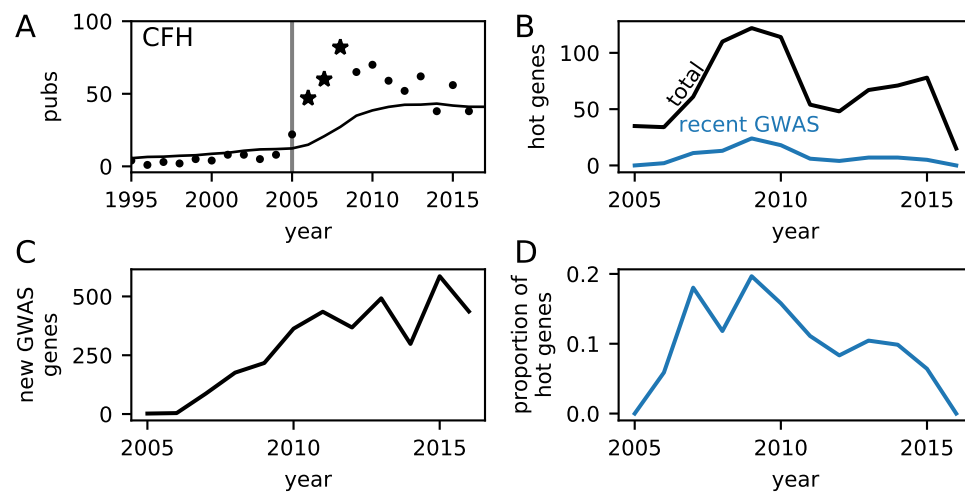 A
CFH
pubs
100
50
0
1995 2000 2005 2010 2015
year
B
hot genes
100
50
0
total
recent GWAS
2005 2010 2015
year
C
new GWAS
genes
500
250
0
2005 2010 2015
year
D
proportion of
hot genes
0.2
0.1
0.0
2005 2010 2015
year